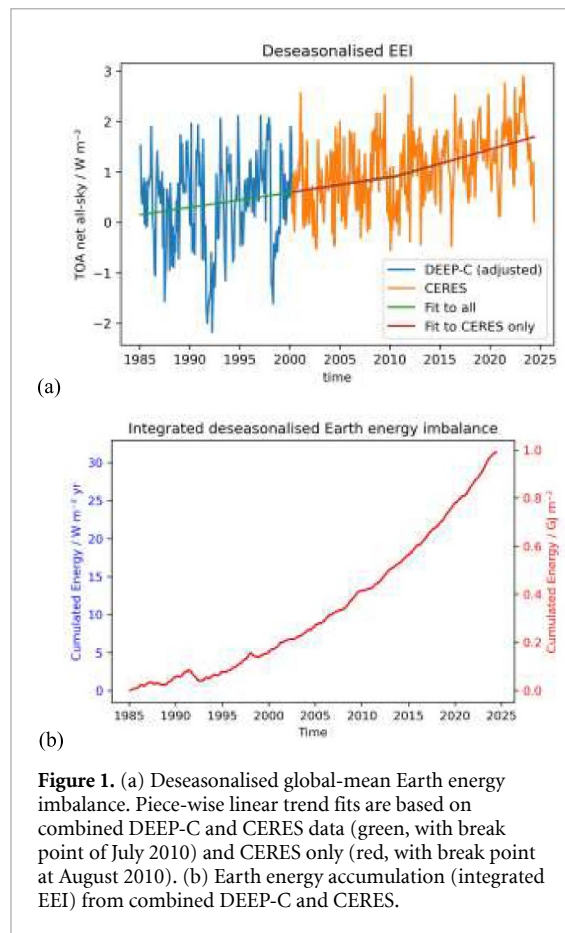 Deseasonalised EEI
TOA net all-sky / W m⁻²
3
2
1
0
−1
−2
DEEP-C (adjusted)
CERES
Fit to all
Fit to CERES only
1985 1990 1995 2000 2005 2010 2015 2020 2025
time
(a)
Integrated deseasonalised Earth energy imbalance
Cumulated Energy / W m⁻² yr
30
25
20
15
10
5
0
1.0
0.8
0.6
0.4
0.2
0.0
Cumulated Energy / GJ m⁻²
1985 1990 1995 2000 2005 2010 2015 2020 2025
Time
(b)
Figure 1. (a) Deseasonalised global-mean Earth energy
imbalance. Piece-wise linear trend fits are based on
combined DEEP-C and CERES data (green, with break
point of July 2010) and CERES only (red, with break point
at August 2010). (b) Earth energy accumulation (integrated
EEI) from combined DEEP-C and CERES.